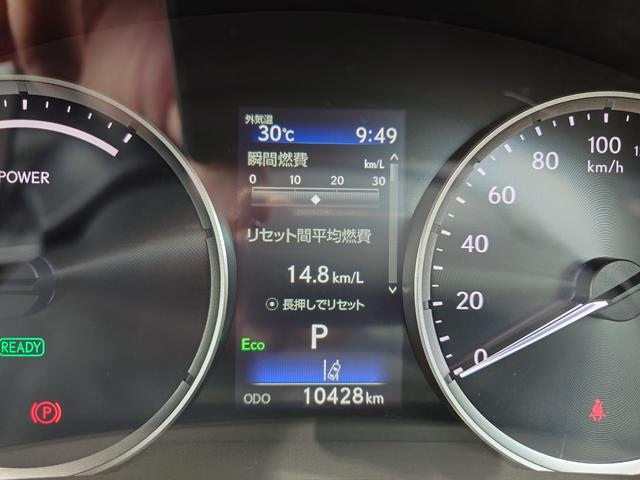 外気温
30℃ 9:49
瞬間燃費 km/L
0 10 20 30
リセット間平均燃費
14.8 km/L
長押しでリセット
Eco P
ODO 10428 km
POWER
READY
P
100
km/h
80
60
40
20
0